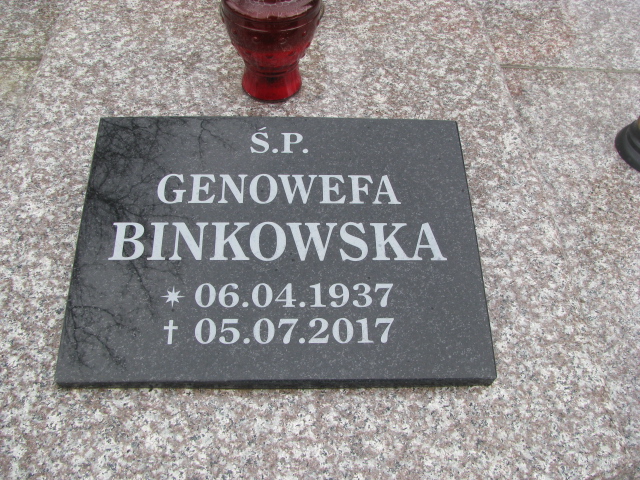 Ś.P.
GENOWEFA
BINKOWSKA
✷ 06.04.1937
† 05.07.2017